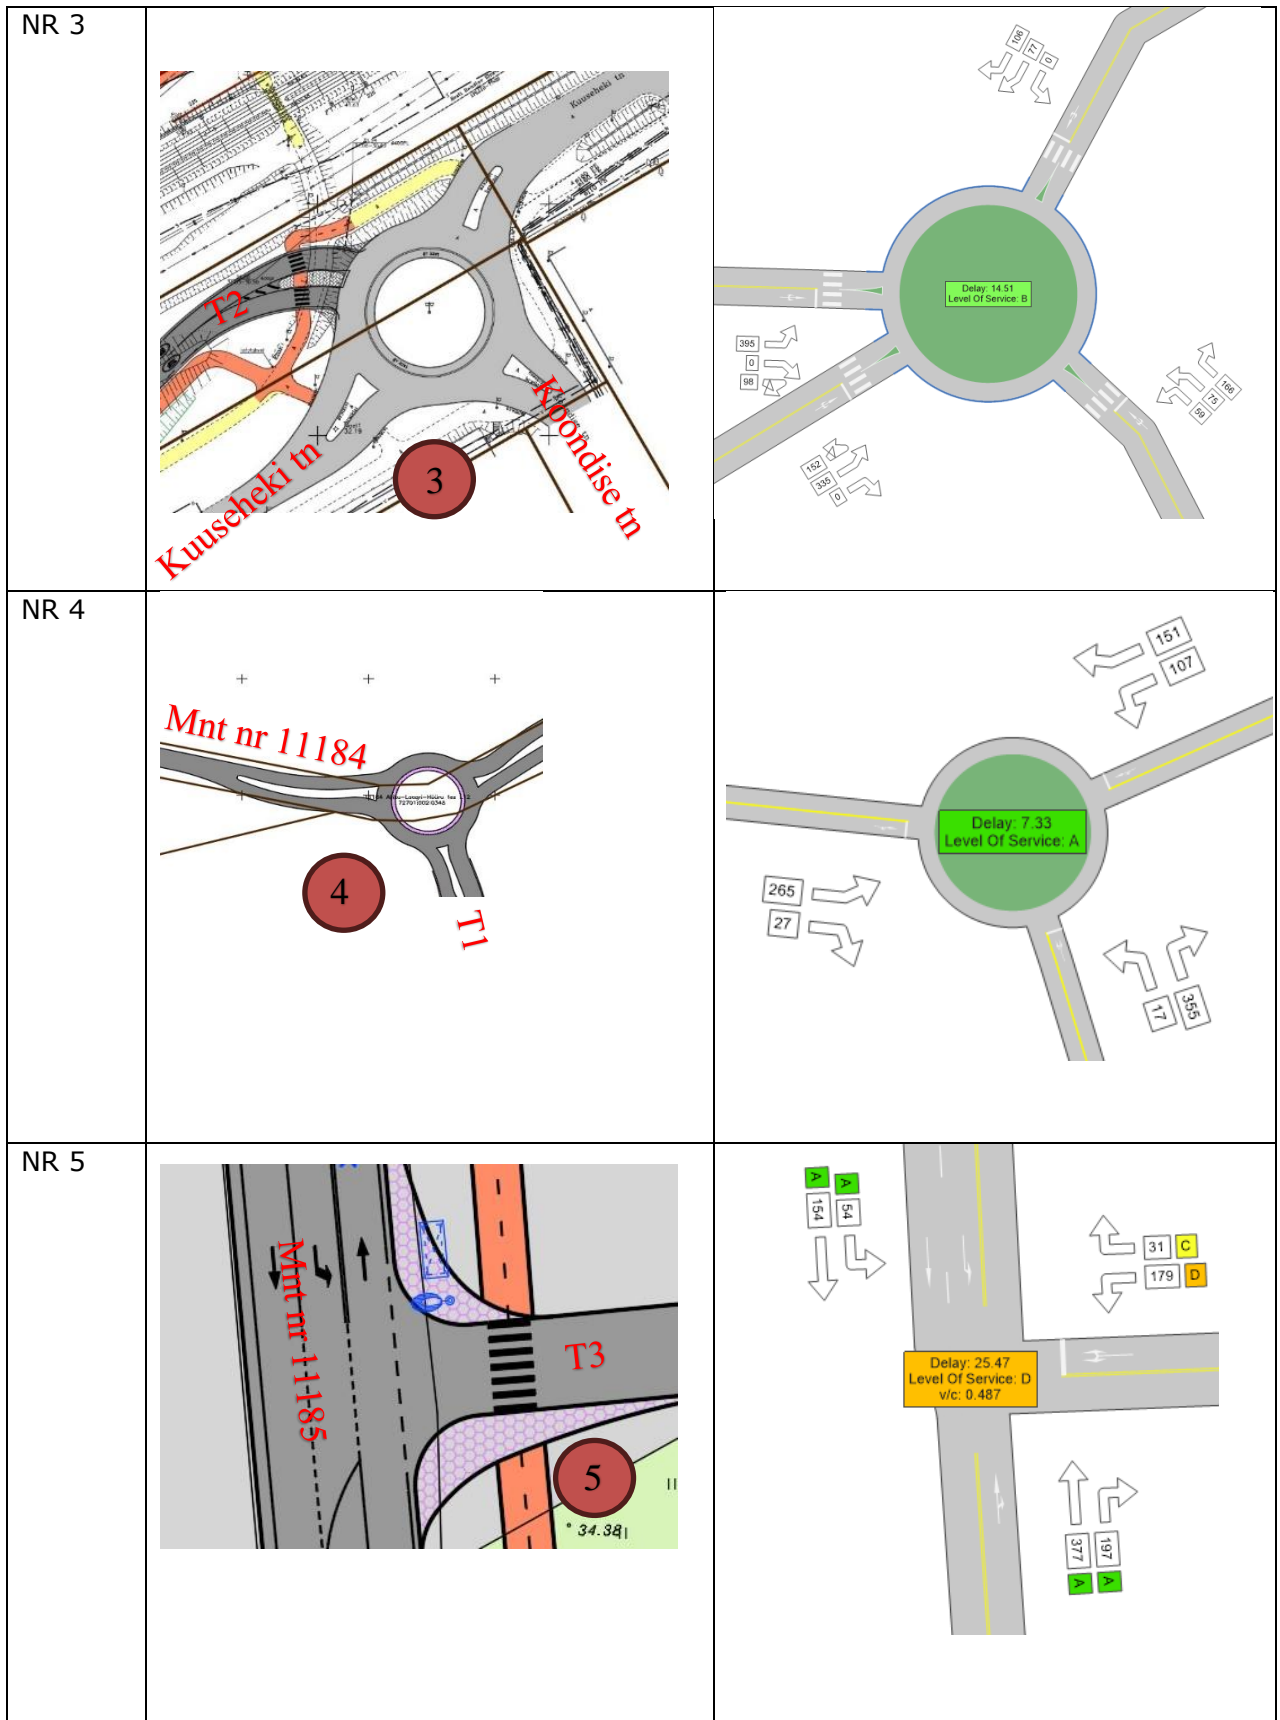 NR 3
Kuuseheki tn
T2
Kuuseheki tn
Koondise tn
3
106
77
0
Delay: 14.51
Level Of Service: B
395
0
98
166
75
59
152
335
0
NR 4
Mnt nr 11184
72701:002:0346
4
T1
151
107
Delay: 7.33
Level Of Service: A
265
27
17
355
NR 5
Mnt nr 11185
T3
5
34.38
A
A
154
54
31 C
179 D
Delay: 25.47
Level Of Service: D
v/c: 0.487
377
197
A
A